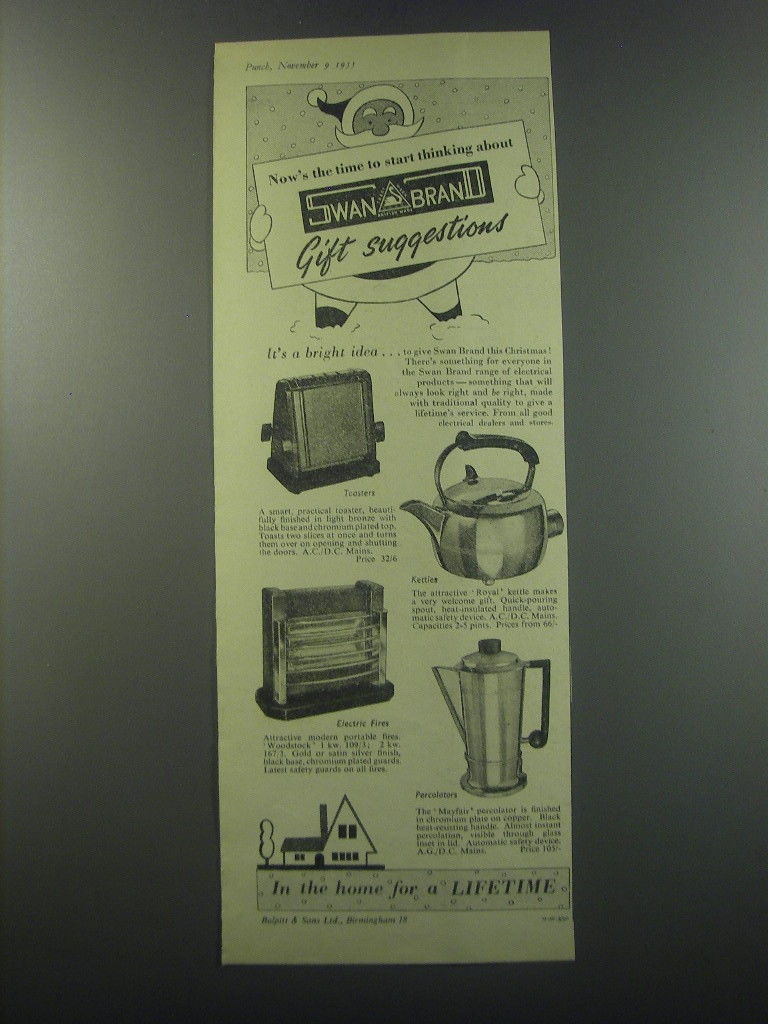 Punch, November 9 1955
Now's the time to start thinking about
SWAN BRAND
Gift suggestions
It's a bright idea . . . to give Swan Brand this Christmas!
There's something for everyone in
the Swan Brand range of electrical
products — something that will
always look right and be right, made
with traditional quality to give a
lifetime's service. From all good
electrical dealers and stores.
Toasters
A smart, practical toaster, beauti-
fully finished in light bronze with
black base and chromium plated top.
Toasts two slices at once and turns
them over on opening and shutting
the doors. A.C./D.C. Mains.
Price 32/6
Kettles
The attractive 'Royal' kettle makes
a very welcome gift. Quick-pouring
spout, heat-insulated handle, auto-
matic safety device. A.C./D.C. Mains.
Capacities 2-5 pints. Prices from 66/-
Electric Fires
Attractive modern portable fires.
'Woodstock' 1 kw. 109/3; 2 kw.
167/3. Gold or satin silver finish,
black base, chromium plated guards.
Latest safety guards on all fires.
Percolators
The 'Mayfair' percolator is finished
in chromium plate on copper. Black
heat-resisting handle. Almost instant
percolation, visible through glass
inset in lid. Automatic safety device.
A.C./D.C. Mains. Price 105/-
In the home for a LIFETIME
Bulpitt & Sons Ltd., Birmingham 18